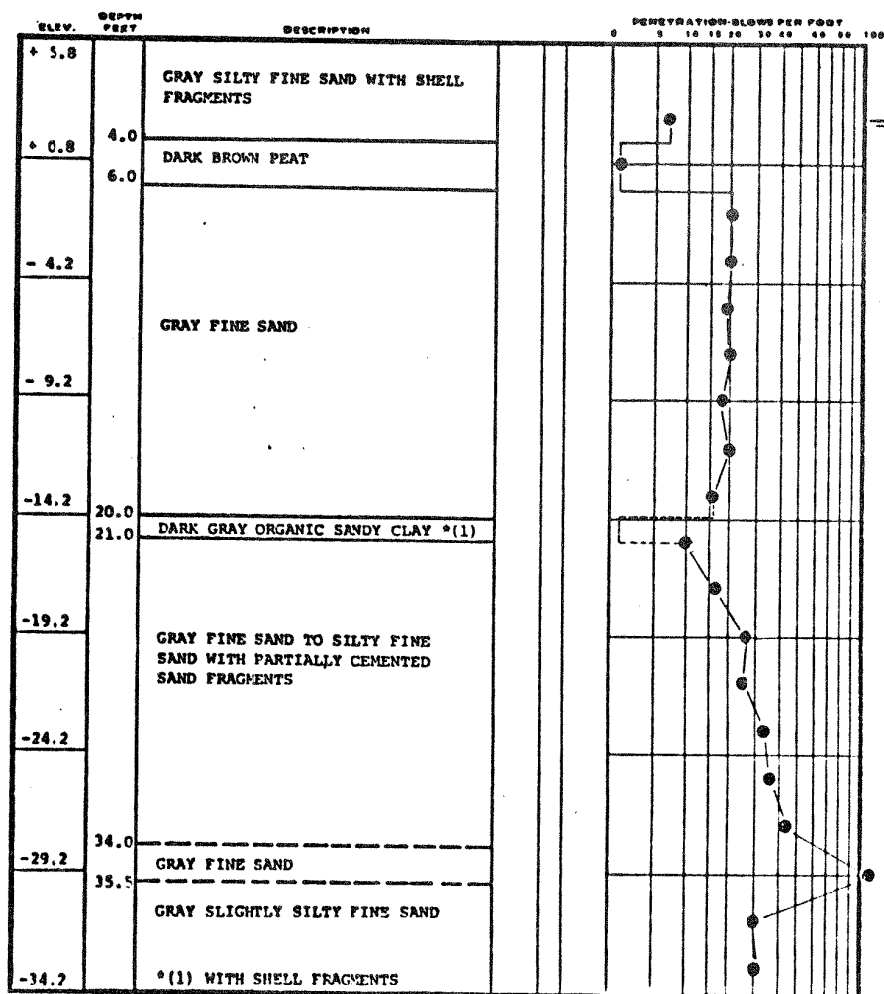 ELEV. DEPTH FEET DESCRIPTION PENETRATION-BLOWS PER FOOT
0 5 10 15 20 30 40 60 80 100
+ 5.8
GRAY SILTY FINE SAND WITH SHELL
FRAGMENTS
4.0
+ 0.8
DARK BROWN PEAT
6.0
- 4.2
GRAY FINE SAND
- 9.2
-14.2
20.0
DARK GRAY ORGANIC SANDY CLAY *(1)
21.0
-19.2
GRAY FINE SAND TO SILTY FINE
SAND WITH PARTIALLY CEMENTED
SAND FRAGMENTS
-24.2
34.0
-29.2
GRAY FINE SAND
35.5
GRAY SLIGHTLY SILTY FINE SAND
-34.2
*(1) WITH SHELL FRAGMENTS